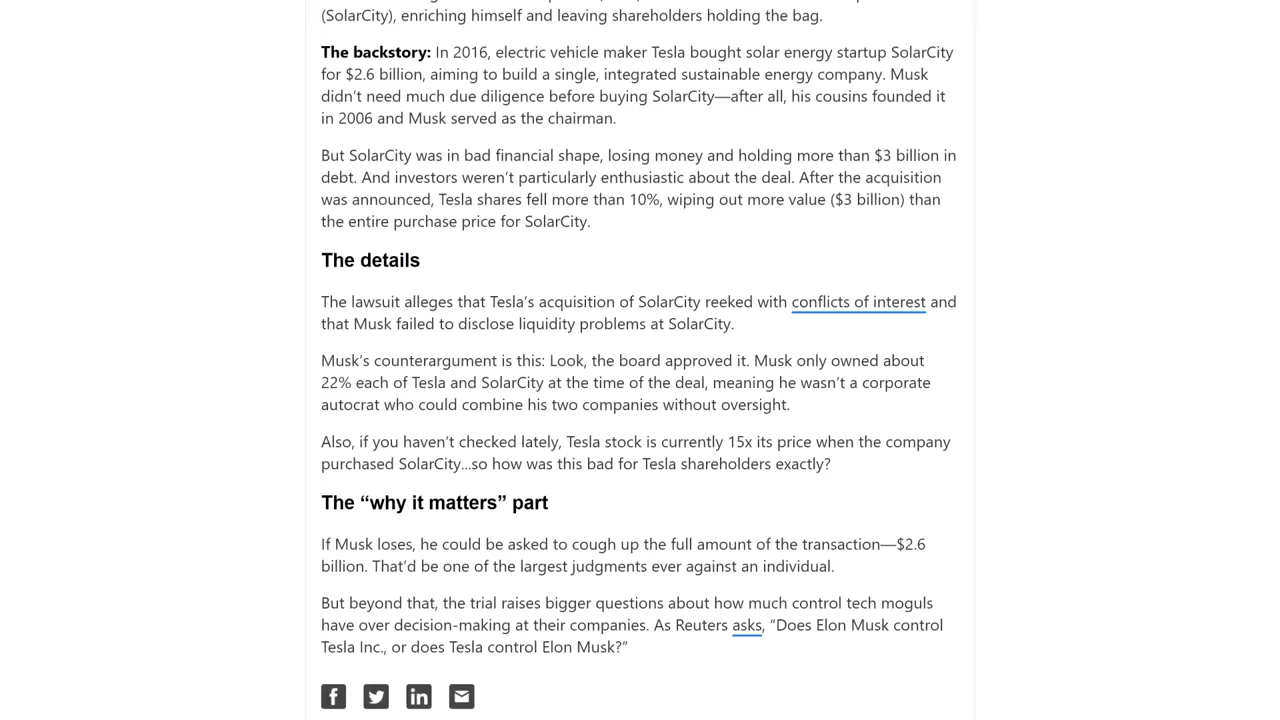 (SolarCity), enriching himself and leaving shareholders holding the bag.
The backstory: In 2016, electric vehicle maker Tesla bought solar energy startup SolarCity
for $2.6 billion, aiming to build a single, integrated sustainable energy company. Musk
didn’t need much due diligence before buying SolarCity—after all, his cousins founded it
in 2006 and Musk served as the chairman.
But SolarCity was in bad financial shape, losing money and holding more than $3 billion in
debt. And investors weren’t particularly enthusiastic about the deal. After the acquisition
was announced, Tesla shares fell more than 10%, wiping out more value ($3 billion) than
the entire purchase price for SolarCity.
The details
The lawsuit alleges that Tesla’s acquisition of SolarCity reeked with conflicts of interest and
that Musk failed to disclose liquidity problems at SolarCity.
Musk’s counterargument is this: Look, the board approved it. Musk only owned about
22% each of Tesla and SolarCity at the time of the deal, meaning he wasn’t a corporate
autocrat who could combine his two companies without oversight.
Also, if you haven’t checked lately, Tesla stock is currently 15x its price when the company
purchased SolarCity...so how was this bad for Tesla shareholders exactly?
The “why it matters” part
If Musk loses, he could be asked to cough up the full amount of the transaction—$2.6
billion. That’d be one of the largest judgments ever against an individual.
But beyond that, the trial raises bigger questions about how much control tech moguls
have over decision-making at their companies. As Reuters asks, “Does Elon Musk control
Tesla Inc., or does Tesla control Elon Musk?”